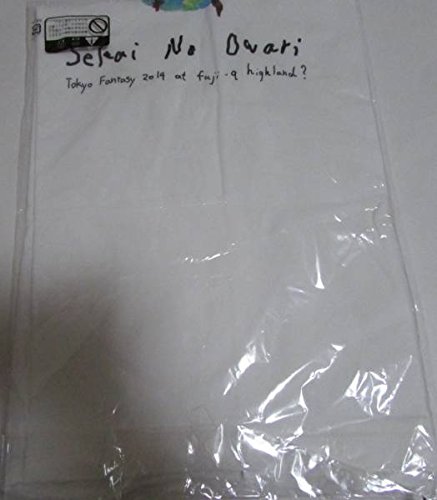 Sekai No Owari
Tokyo Fantasy 2014 at fuji-q highland?